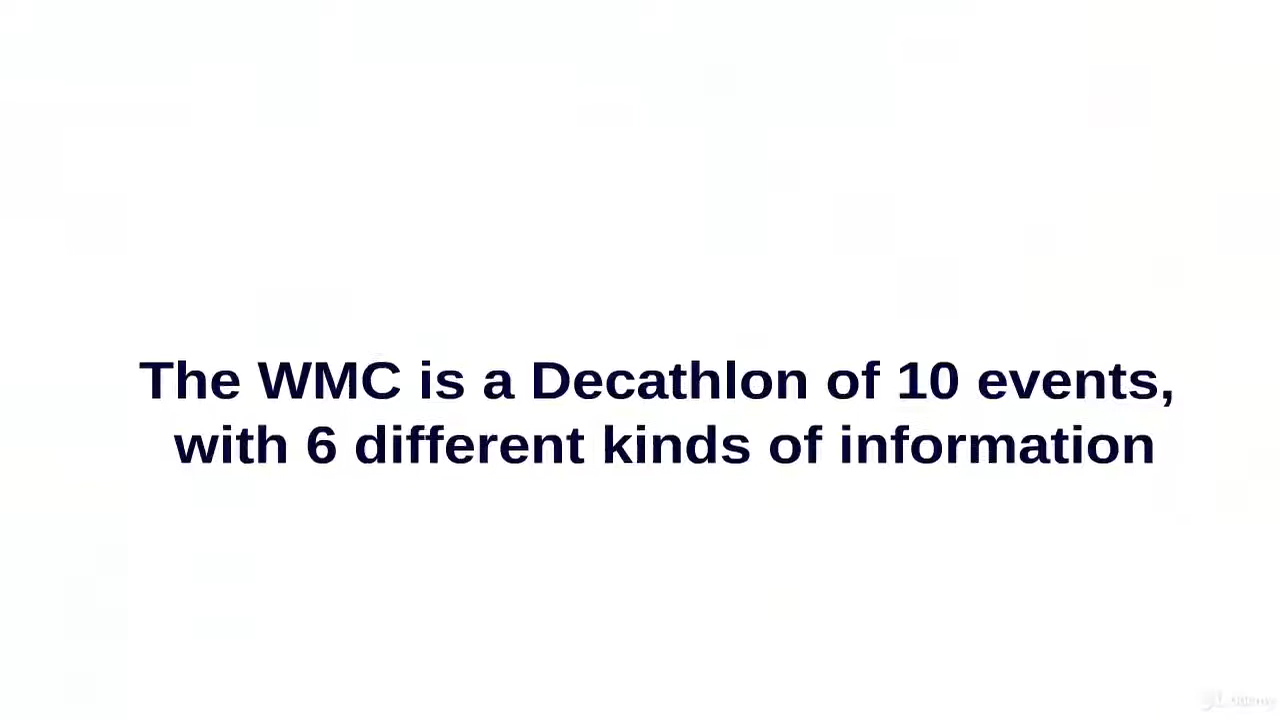 The WMC is a Decathlon of 10 events,
with 6 different kinds of information